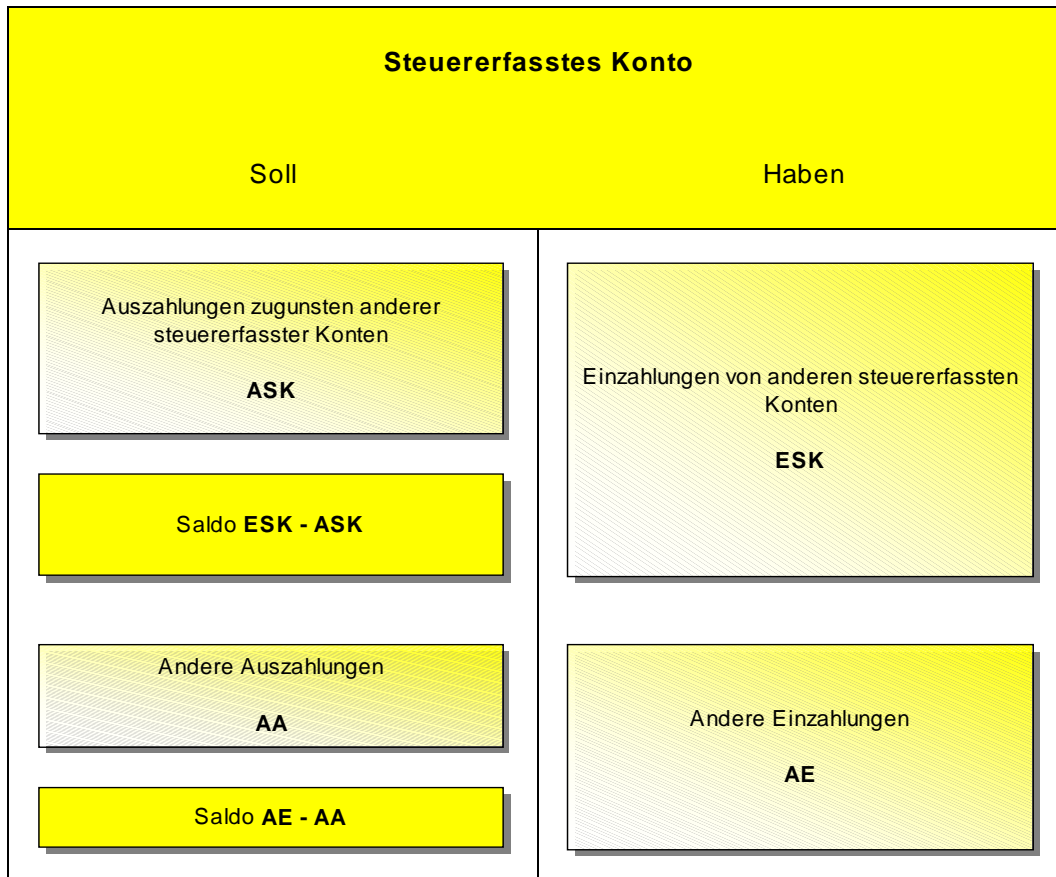 Steuererfasstes Konto
Soll
Haben
Auszahlungen zugunsten anderer
steuererfasster Konten
ASK
Saldo ESK - ASK
Andere Auszahlungen
AA
Saldo AE - AA
Einzahlungen von anderen steuererfassten
Konten
ESK
Andere Einzahlungen
AE